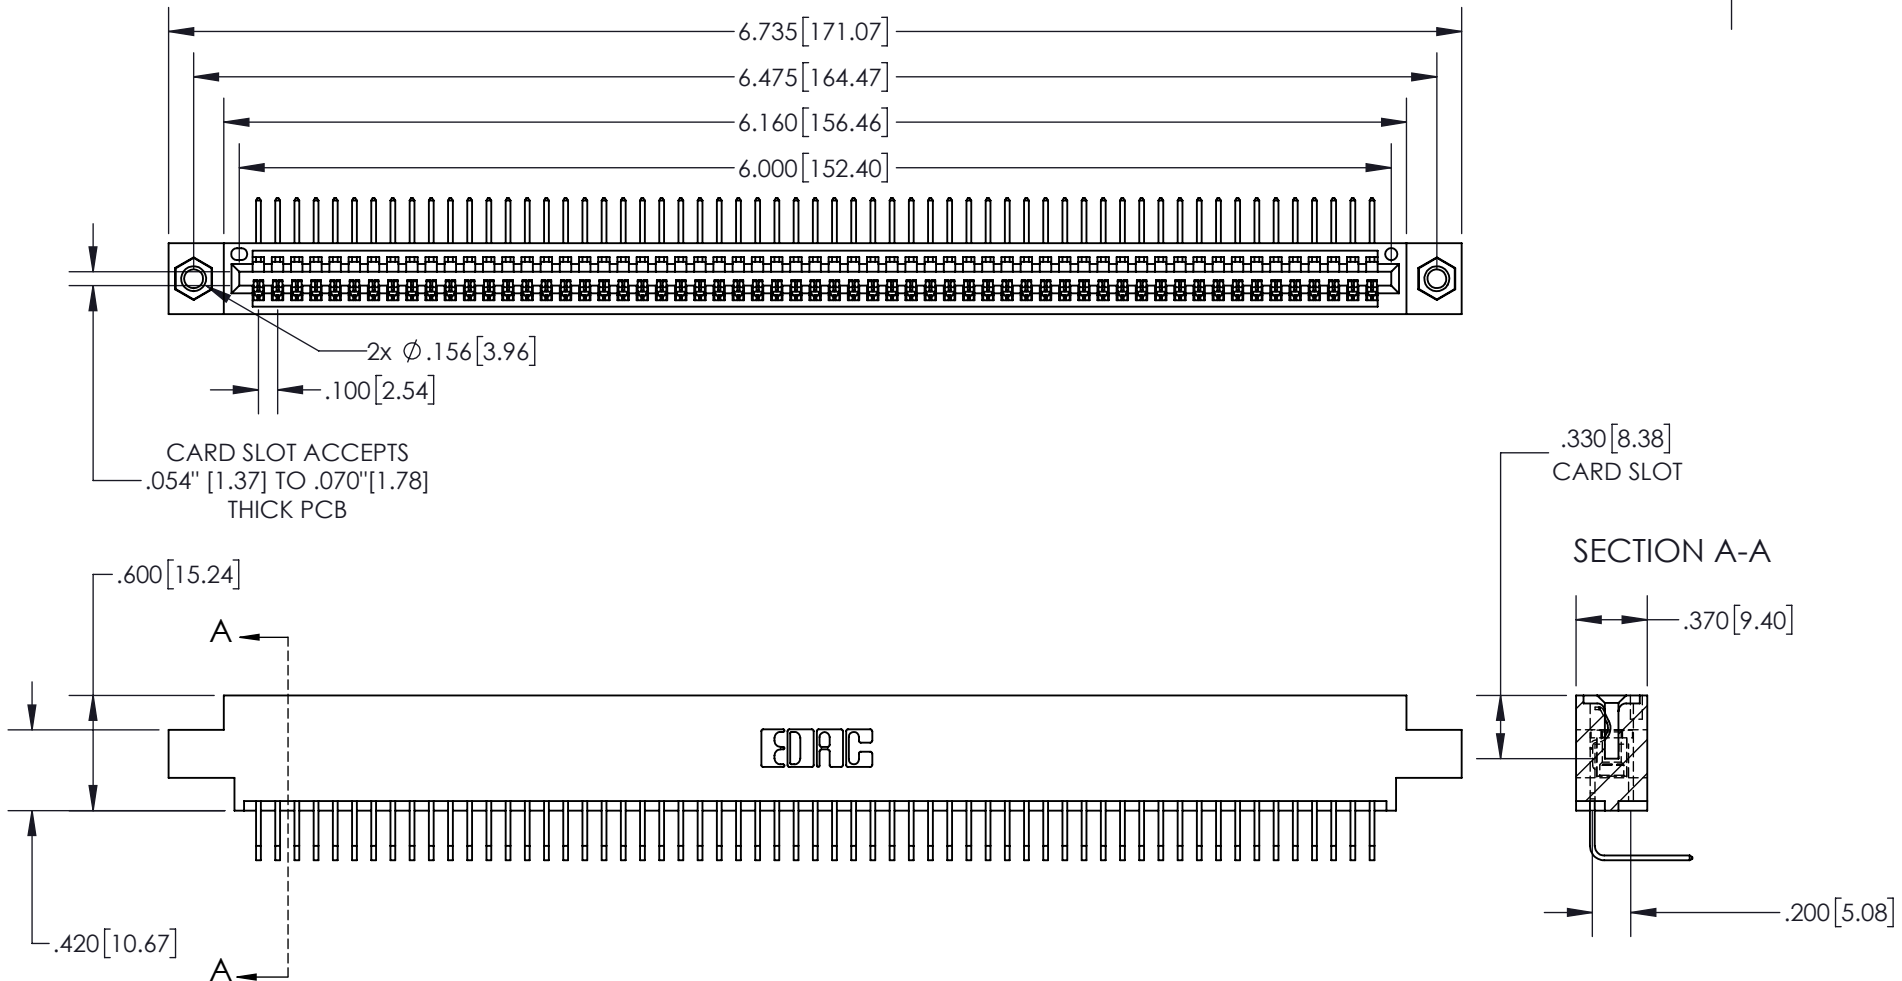 6.735[171.07]
6.475[164.47]
6.160[156.46]
6.000[152.40]
2x Ø.156[3.96]
.100[2.54]
CARD SLOT ACCEPTS
.054" [1.37] TO .070"[1.78]
THICK PCB
.330[8.38]
CARD SLOT
SECTION A-A
.600[15.24]
.370[9.40]
A
EDAC
.420[10.67]
.200[5.08]
A